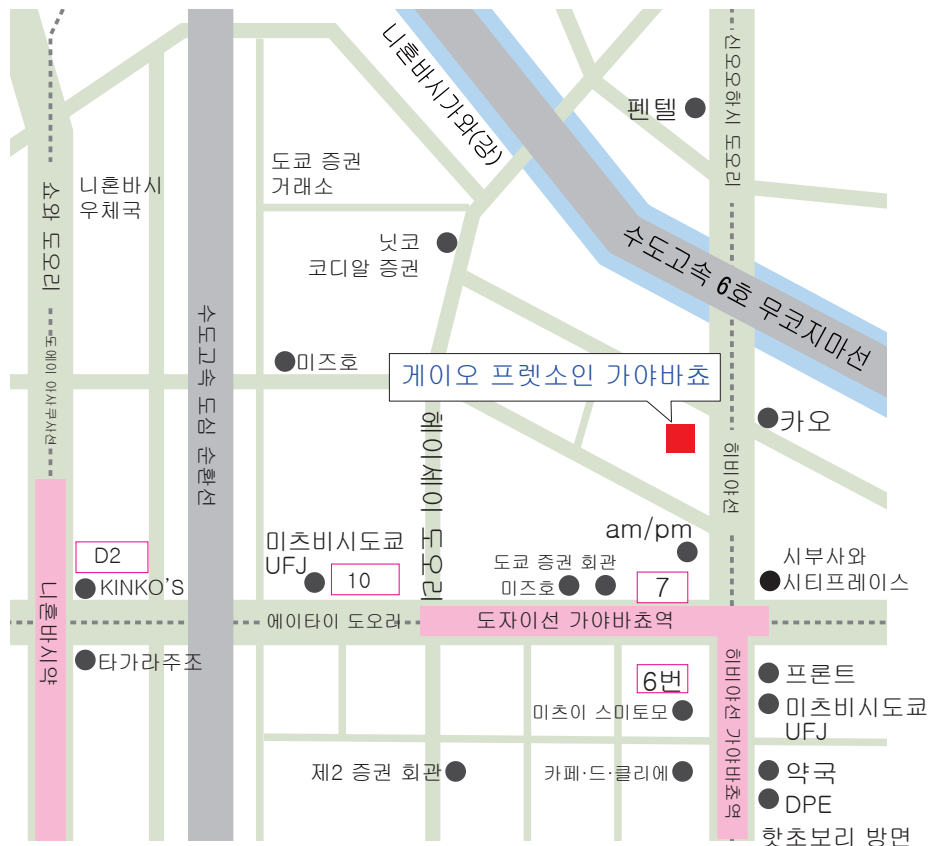 신오오하시 도오리
니혼바시가와(강)
펜텔
쇼와 도오리
니혼바시
우체국
도쿄 증권
거래소
닛코
코디알 증권
수도고속 6호 무코지마선
수도고속 도심 순환선
도에이 아사쿠사선
미즈호
게이오 프렛소인 가야바쵸
카오
헤이세이 도오리
히비야선
am/pm
D2
KINKO'S
미츠비시도쿄
UFJ
10
도쿄 증권 회관
미즈호
7
시부사와
시티프레이스
니혼바시약
에이타이 도오러
도자이선 가야바쵸역
타가라주조
6번
미츠이 스미토모
히비야선 가야바쵸역
프론트
미츠비시도쿄
UFJ
제2 증권 회관
카페·드·클리에
약국
DPE
핫초보리 방면